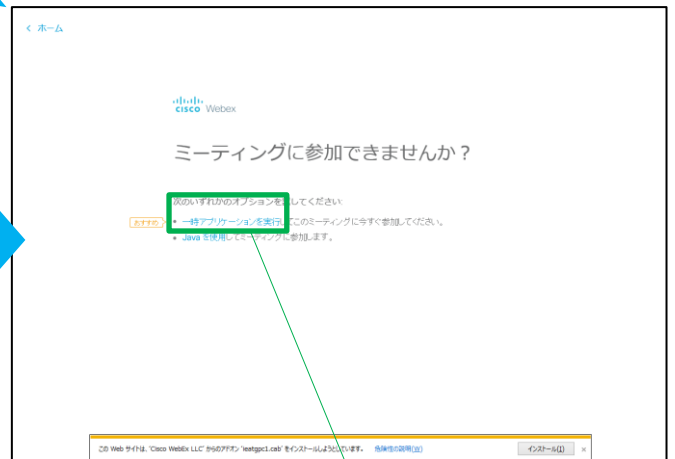 < ホーム
cisco Webex
ミーティングに参加できませんか？
次のいずれかのオプションを試してください:
おすすめ
• 一時アプリケーションを実行してこのミーティングに今すぐ参加してください。
• Java を使用してミーティングに参加します。
この Web サイトは、'Cisco WebEx LLC' からのアドオン 'ieatgpc1.cab' をインストールしようとしています。 危険性の説明(W) インストール(I) ×